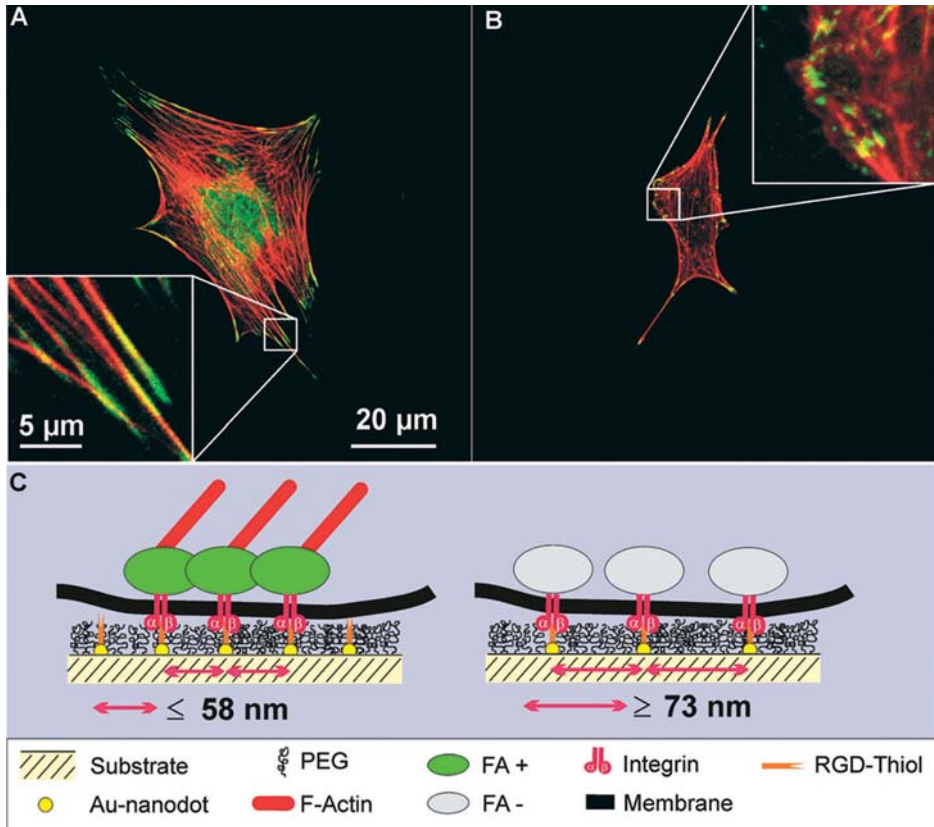 A
B
5 µm
20 µm
C
α β α β α β
α β α β α β
≤ 58 nm
≥ 73 nm
Substrate
PEG
FA +
α β
Integrin
RGD-Thiol
Au-nanodot
F-Actin
FA -
Membrane